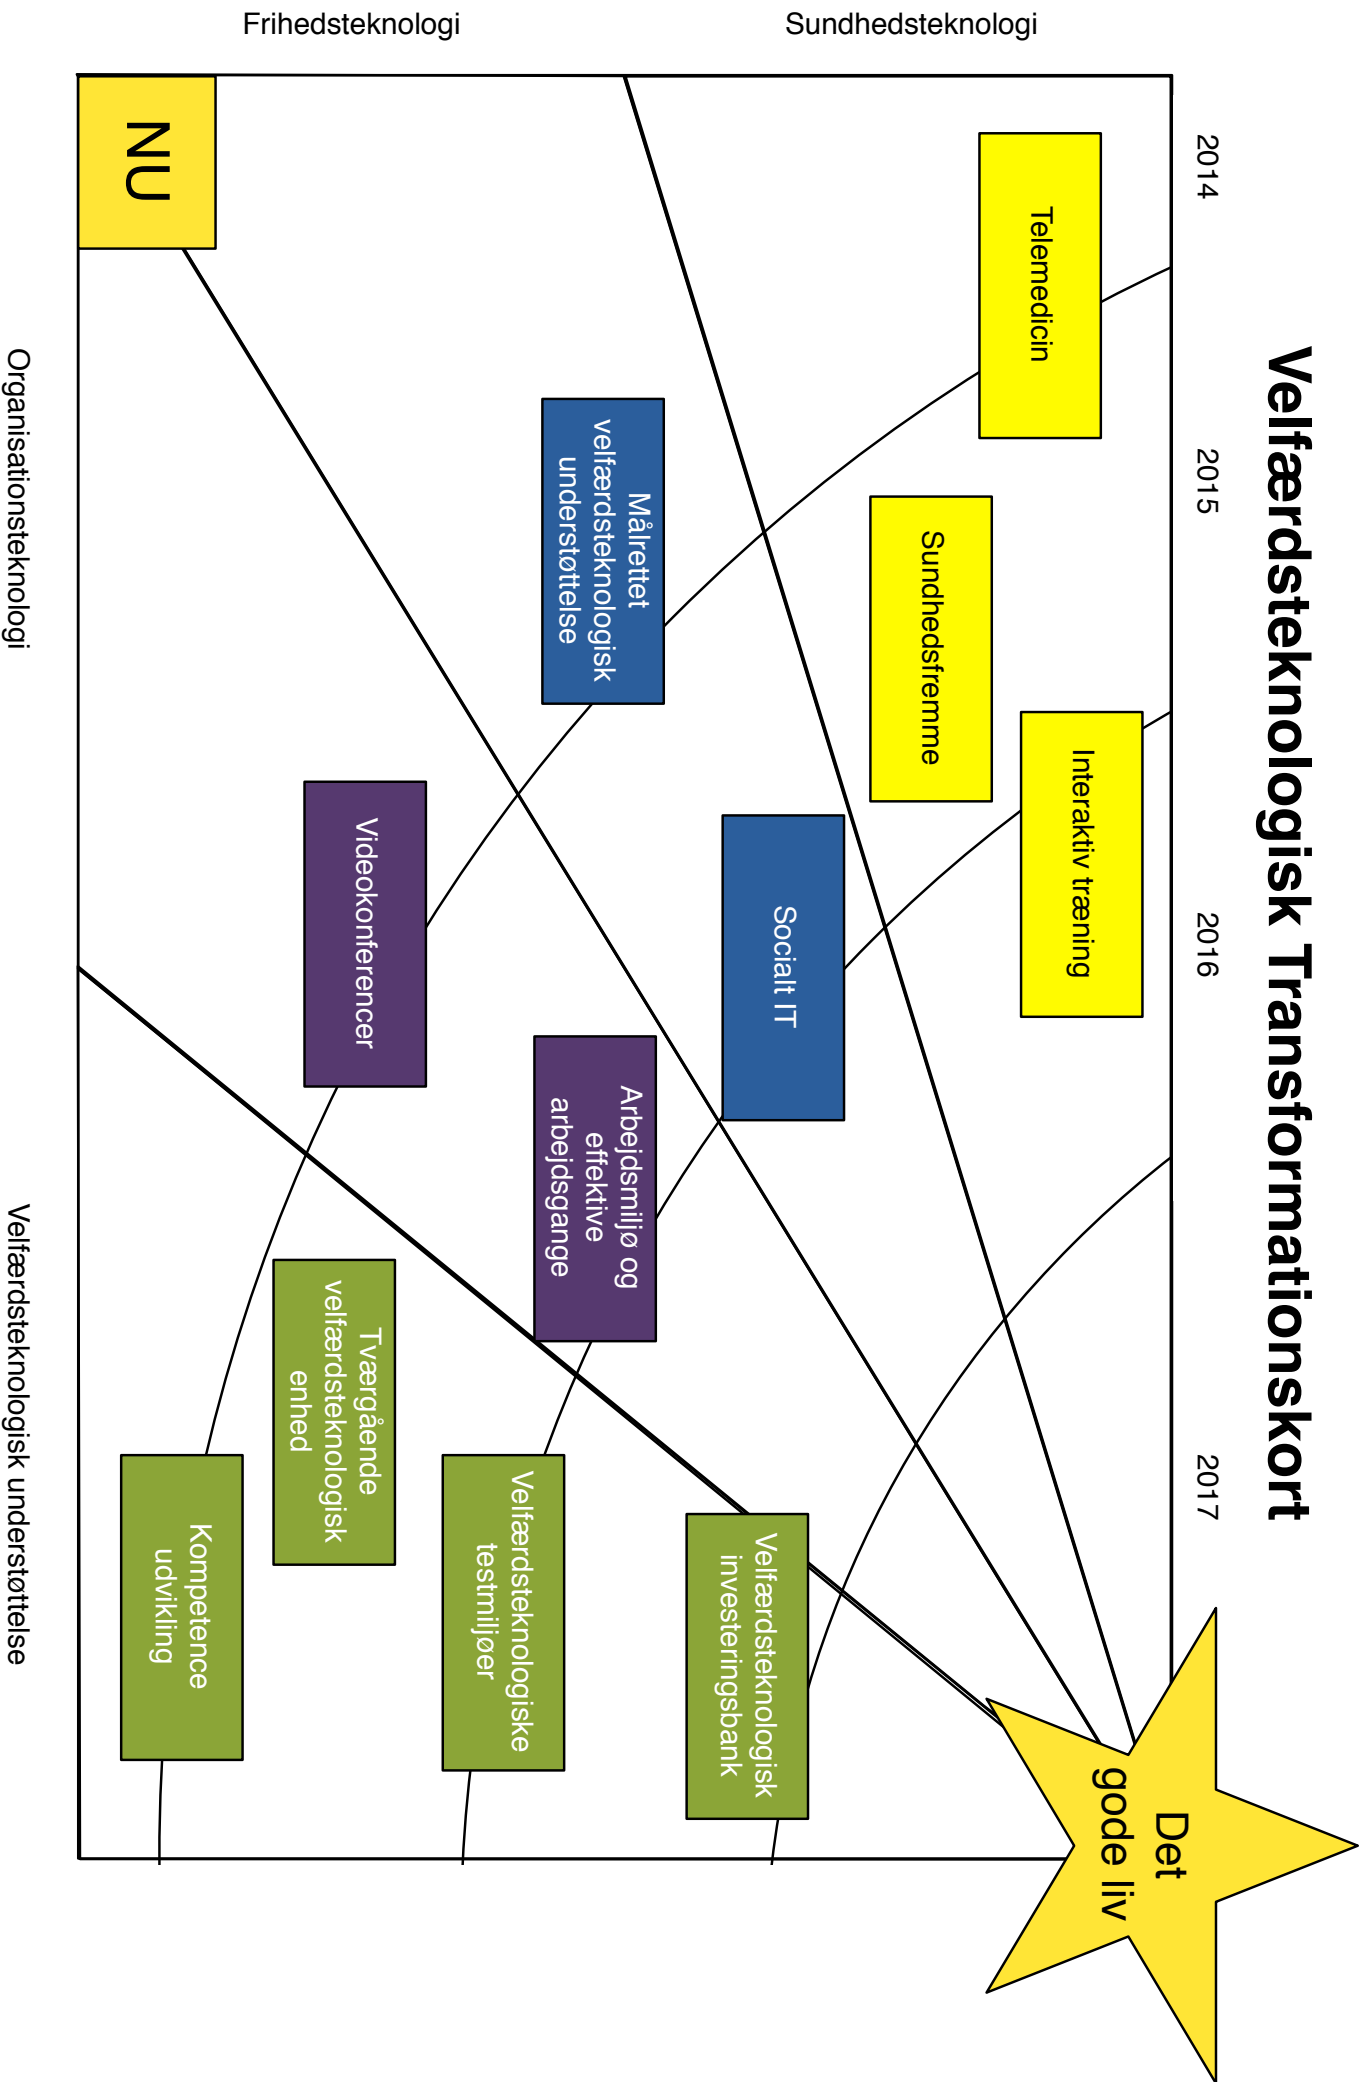 Velfærdsteknologisk Transformationskort
2014
2015
2016
2017
Sundhedsteknologi
Frihedsteknologi
Telemedicin
Interaktiv træning
Sundhedsfremme
Socialt IT
Målrettet
velfærdsteknologisk
understøttelse
Arbejdsmiljø og
effektive
arbejdsgange
Videokonferencer
Velfærdsteknologisk
investeringsbank
Velfærdsteknologiske
testmiljøer
Tværgående
velfærdsteknologisk
enhed
Kompetence
udvikling
Det
gode liv
NU
Organisationsteknologi
Velfærdsteknologisk understøttelse